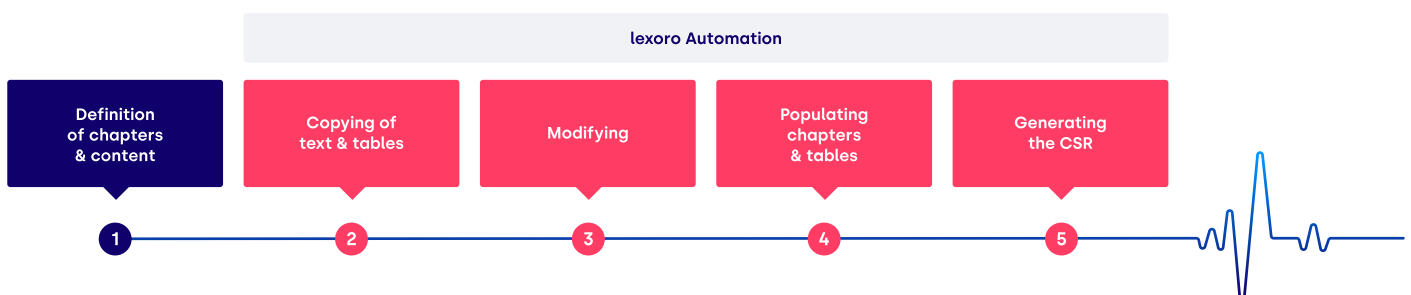 lexoro Automation
Definition
of chapters
& content
Copying of
text & tables
Modifying
Populating
chapters
& tables
Generating
the CSR
1
2
3
4
5